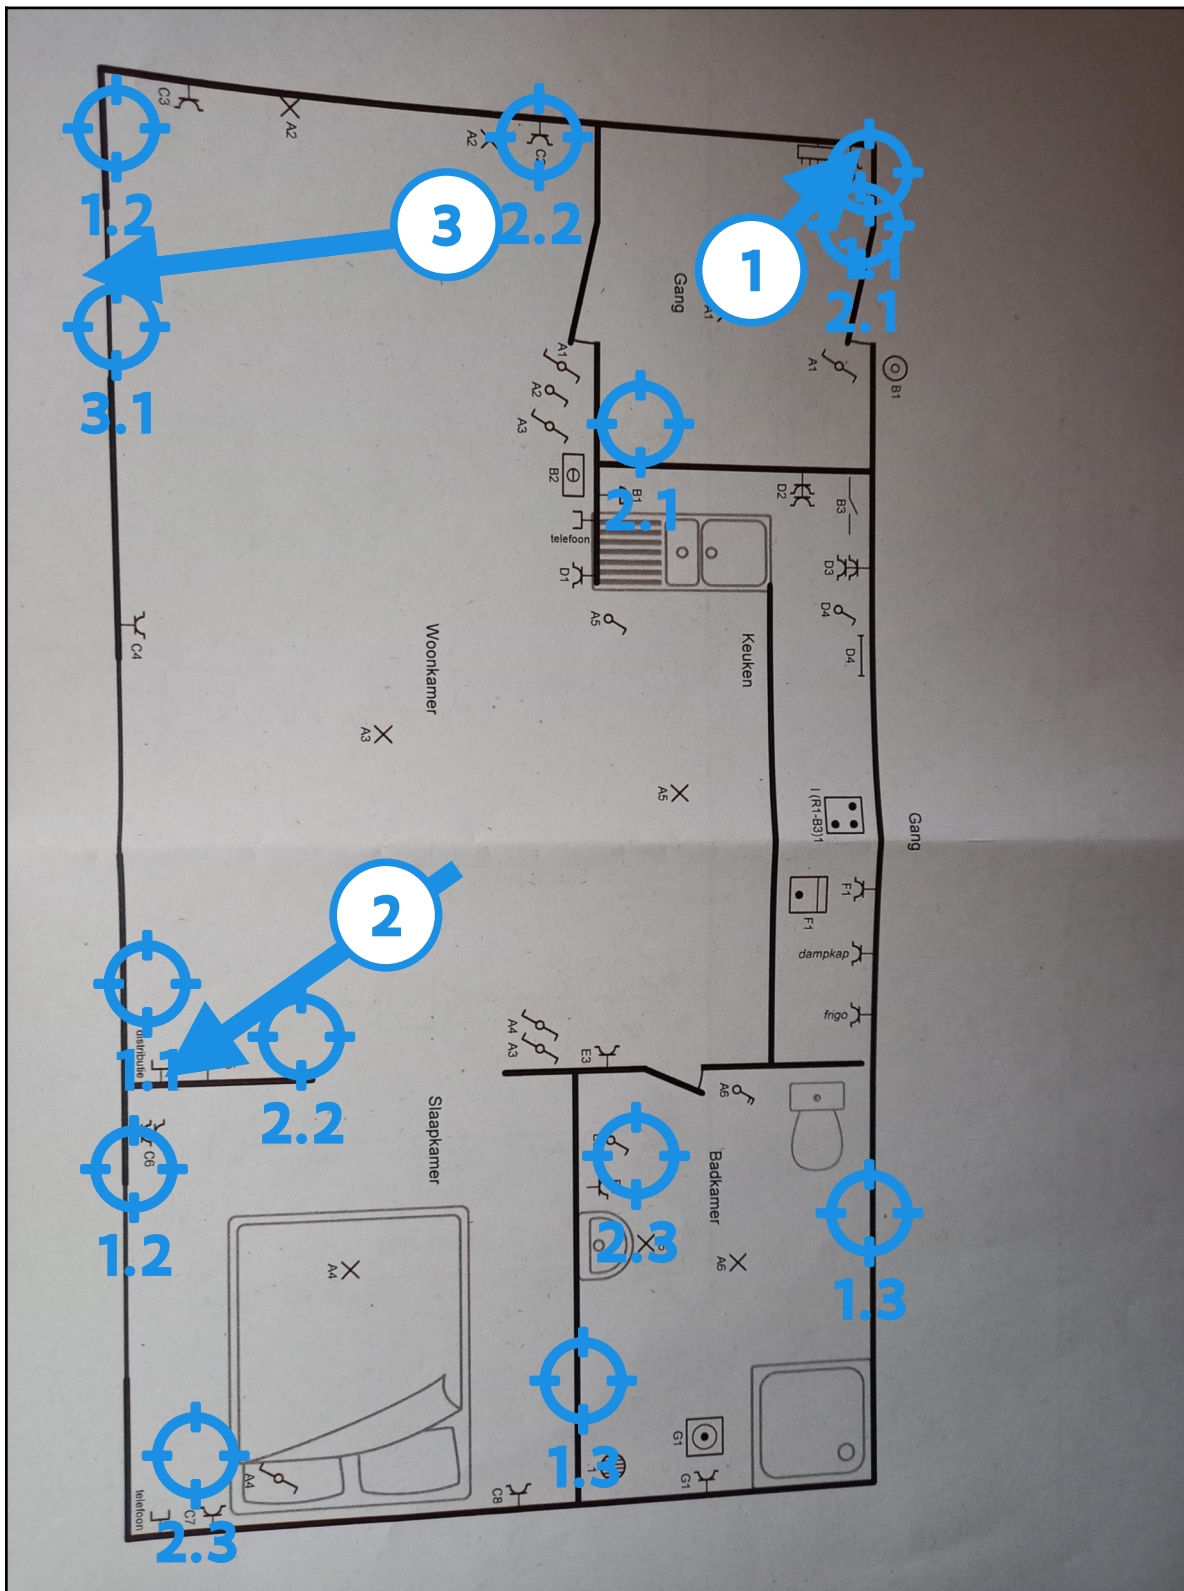 C3
A2
A2
1.2
3
2.2
1
1.1
2.1
Gang
A1
A1
B1
3.1
A1
A2
A3
B2
B1
2.1
D2
B3
telefoon
D1
D3
D4
D4
A5
C4
Woonkamer
Keuken
A3
A5
I (R1-B3)1
Gang
F1
F1
dampkap
frigo
2
1.1
distributie
2.2
A4
A3
E3
A6
C6
1.2
Slaapkamer
Badkamer
2.3
A6
1.3
A4
1.3
G1
G1
A4
telefoon
C7
2.3
C8